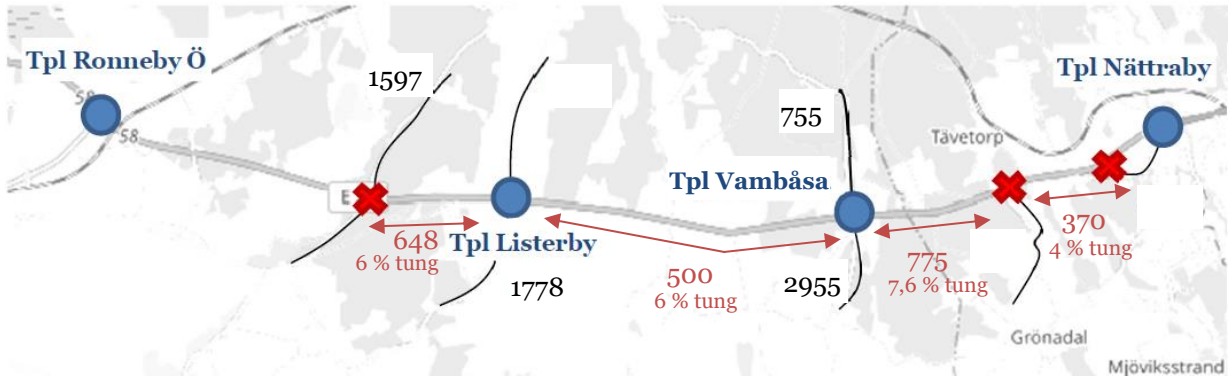 Tpl Ronneby Ö
58
58
1597
E
648
6 % tung
Tpl Listerby
1778
500
6 % tung
755
Tpl Vambåsa
2955
775
7,6 % tung
Tävetorp
Tpl Nättraby
370
4 % tung
Grönadal
Mjöviksstrand